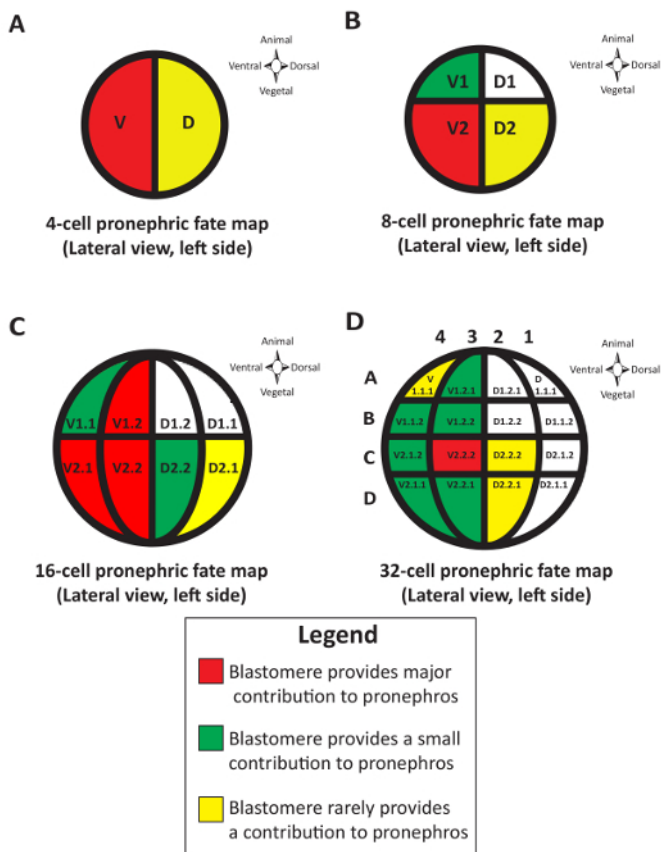 A
Animal
Ventral Dorsal
Vegetal
V D
4-cell pronephric fate map
(Lateral view, left side)
B
Animal
Ventral Dorsal
Vegetal
V1 D1
V2 D2
8-cell pronephric fate map
(Lateral view, left side)
C
Animal
Ventral Dorsal
Vegetal
V1.1 V1.2 D1.2 D1.1
V2.1 V2.2 D2.2 D2.1
16-cell pronephric fate map
(Lateral view, left side)
D
4 3 2 1
Animal
Ventral Dorsal
Vegetal
A
V
1.1.1
V1.2.1 D1.2.1
D
1.1.1
B
V1.1.2 V1.2.2 D1.2.2 D1.1.2
C
V2.1.2 V2.2.2 D2.2.2 D2.1.2
D
V2.1.1 V2.2.1 D2.2.1 D2.1.1
32-cell pronephric fate map
(Lateral view, left side)
Legend
Blastomere provides major
contribution to pronephros
Blastomere provides a small
contribution to pronephros
Blastomere rarely provides
a contribution to pronephros